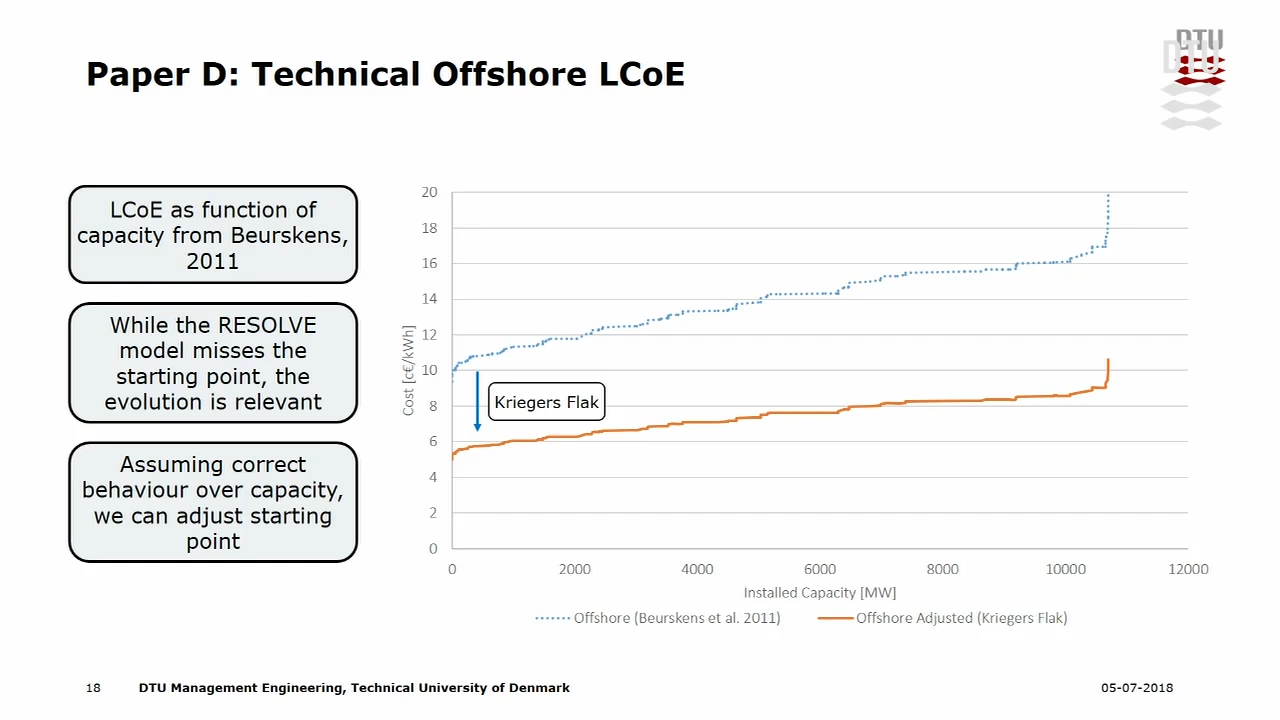 Paper D: Technical Offshore LCoE
DTU
DTU
LCoE as function of
capacity from Beurskens,
2011
While the RESOLVE
model misses the
starting point, the
evolution is relevant
Assuming correct
behaviour over capacity,
we can adjust starting
point
Cost [c€/kWh]
20
18
16
14
12
10
8
6
4
2
0
Kriegers Flak
0 2000 4000 6000 8000 10000 12000
Installed Capacity [MW]
Offshore (Beurskens et al. 2011) Offshore Adjusted (Kriegers Flak)
18 DTU Management Engineering, Technical University of Denmark 05-07-2018